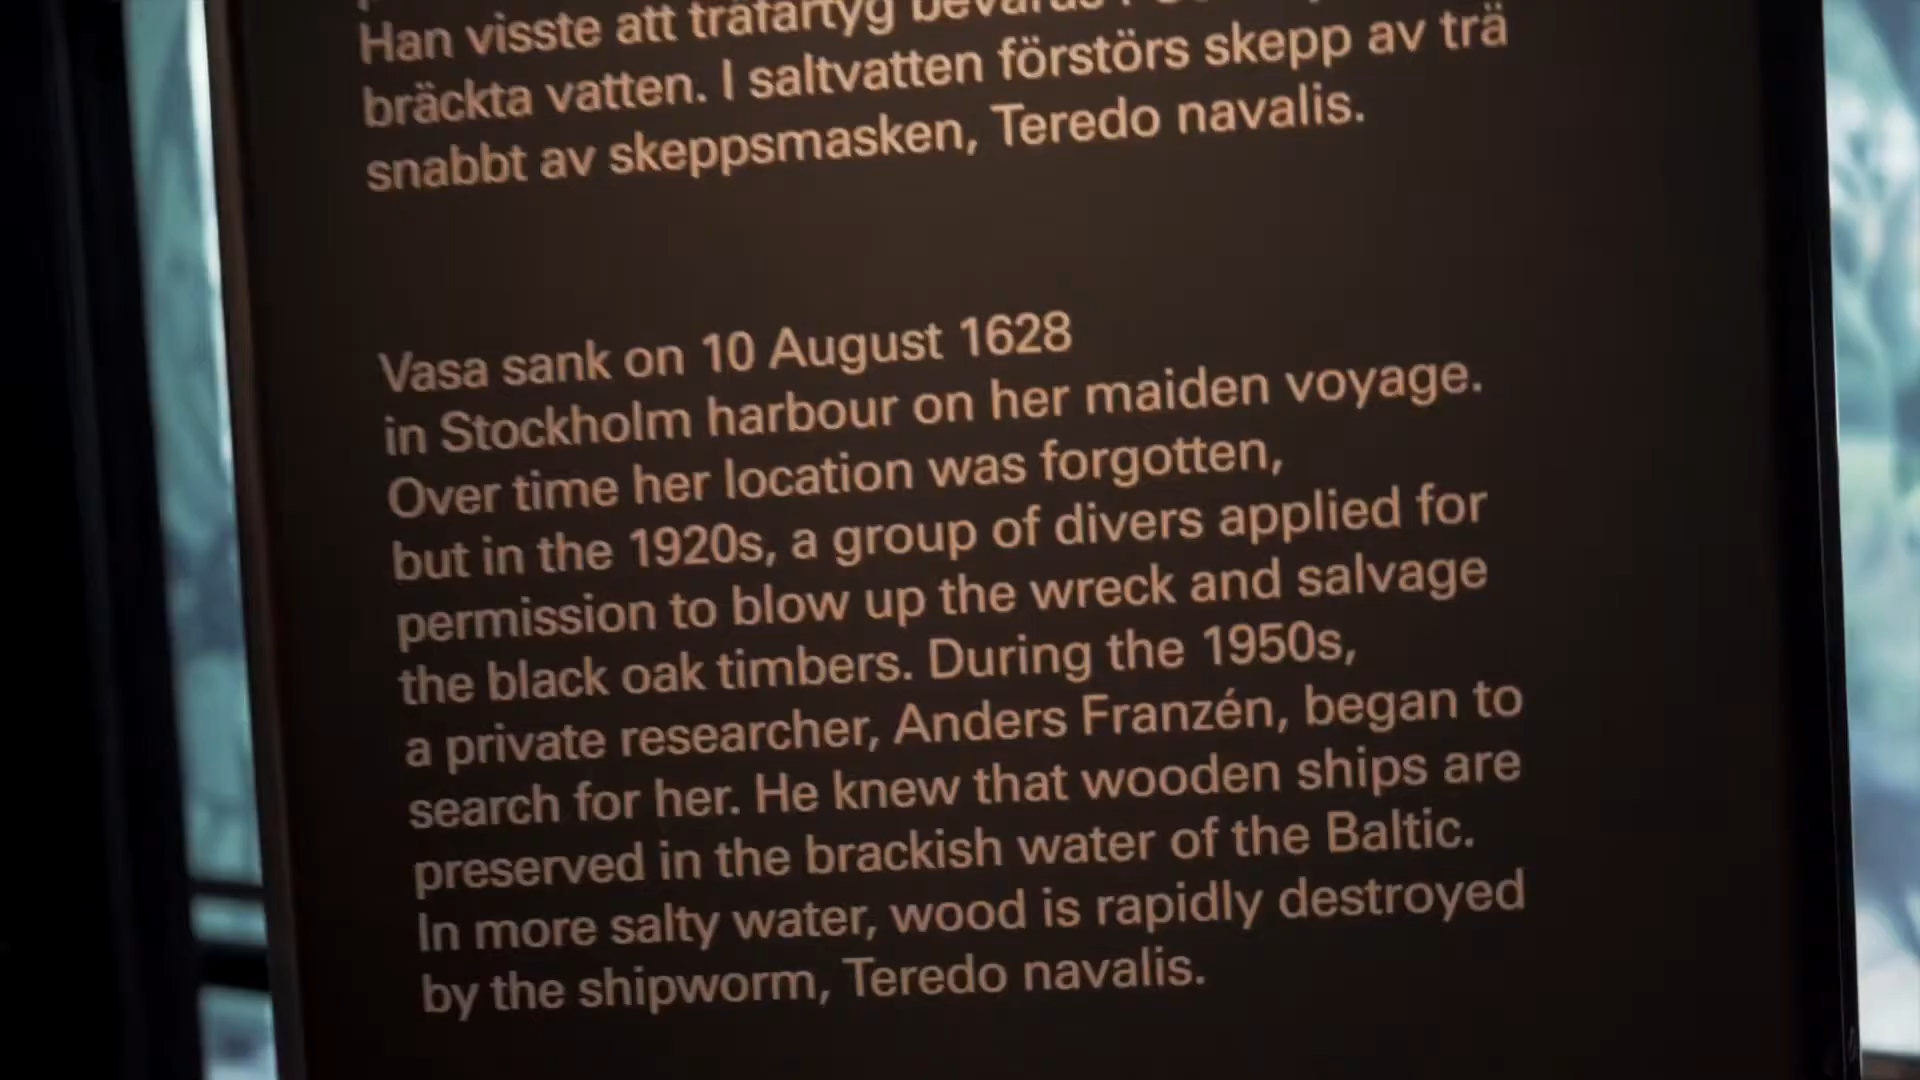 Han visste att träfartyg bevaras i
bräckta vatten. I saltvatten förstörs skepp av trä
snabbt av skeppsmasken, Teredo navalis.
Vasa sank on 10 August 1628
in Stockholm harbour on her maiden voyage.
Over time her location was forgotten,
but in the 1920s, a group of divers applied for
permission to blow up the wreck and salvage
the black oak timbers. During the 1950s,
a private researcher, Anders Franzén, began to
search for her. He knew that wooden ships are
preserved in the brackish water of the Baltic.
In more salty water, wood is rapidly destroyed
by the shipworm, Teredo navalis.